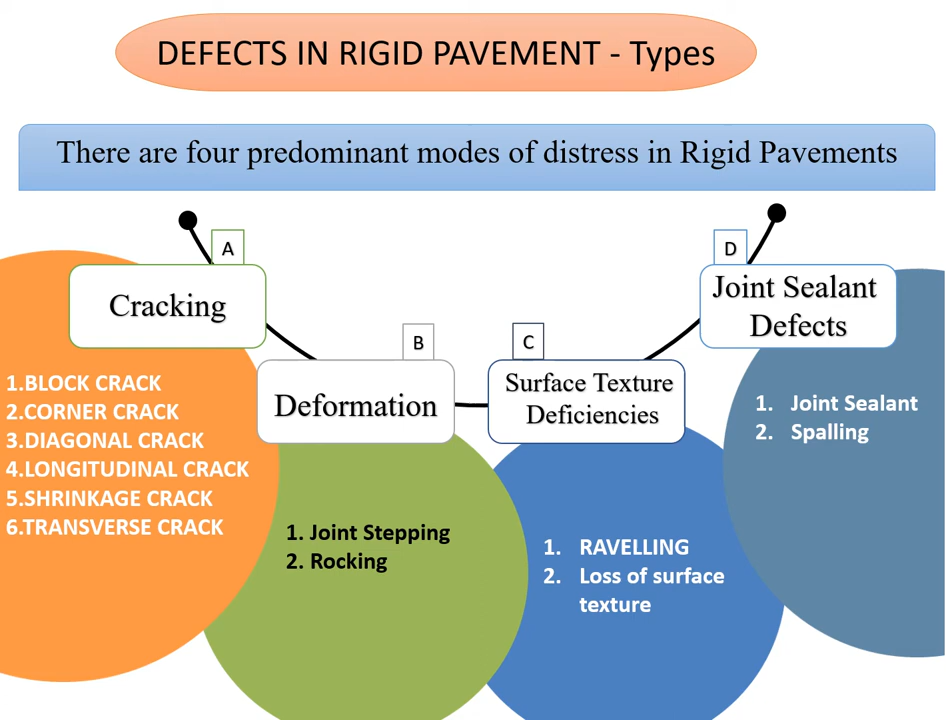 DEFECTS IN RIGID PAVEMENT - Types
There are four predominant modes of distress in Rigid Pavements
A
Cracking
1.BLOCK CRACK
2.CORNER CRACK
3.DIAGONAL CRACK
4.LONGITUDINAL CRACK
5.SHRINKAGE CRACK
6.TRANSVERSE CRACK
B
Deformation
1. Joint Stepping
2. Rocking
C
Surface Texture
Deficiencies
1. RAVELLING
2. Loss of surface
texture
D
Joint Sealant
Defects
1. Joint Sealant
2. Spalling